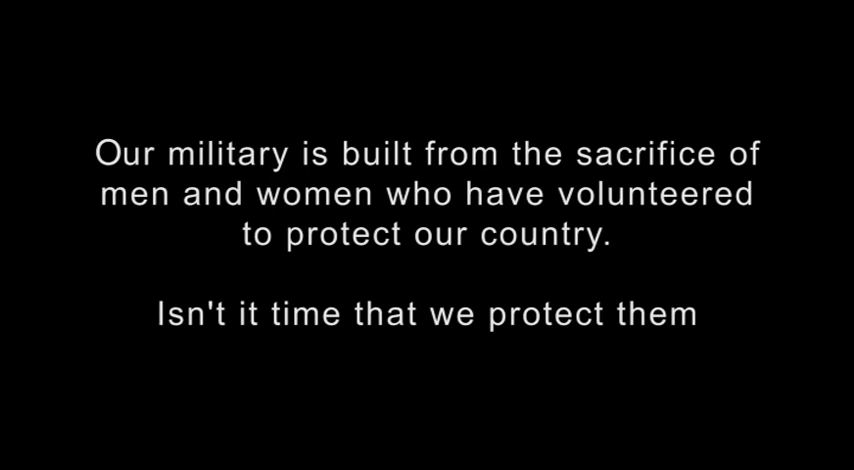 Our military is built from the sacrifice of
men and women who have volunteered
to protect our country.
Isn't it time that we protect them